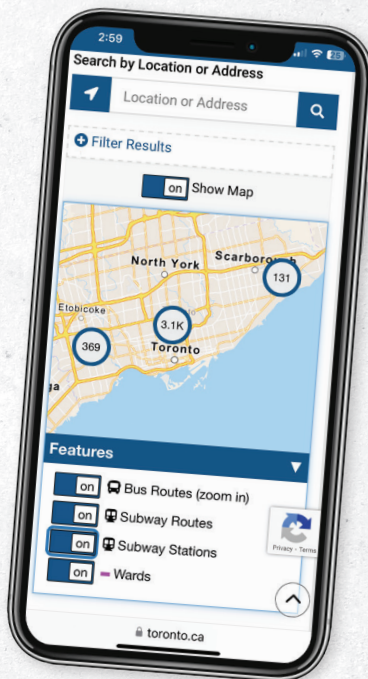 2:59
25
Search by Location or Address
Location or Address
Filter Results
on Show Map
North York
Scarborough
131
Etobicoke
3.1K
369
Toronto
ga
Features
on Bus Routes (zoom in)
on Subway Routes
on Subway Stations
Privacy - Terms
on Wards
toronto.ca